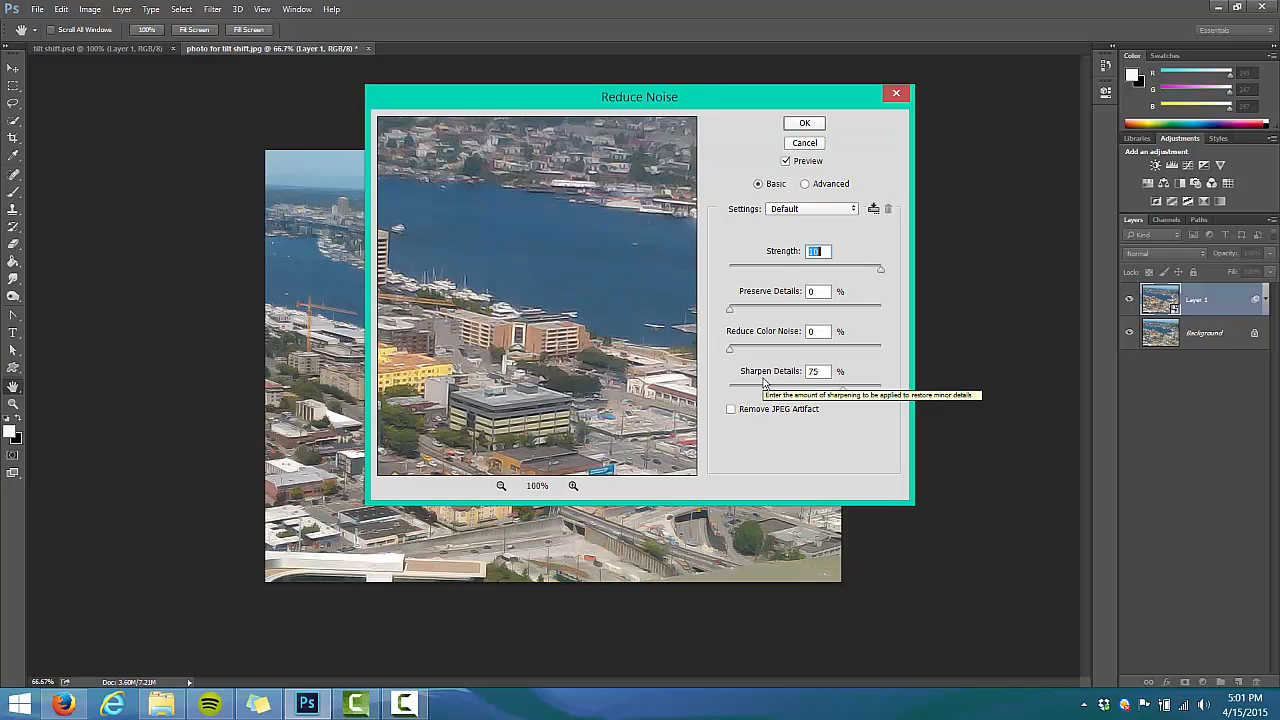 Ps File Edit Image Layer Type Select Filter 3D View Window Help
Scroll All Windows 100% Fit Screen Fill Screen Essentials
tilt shift.psd @ 100% (Layer 1, RGB/8) × photo for tilt shift.jpg @ 66.7% (Layer 1, RGB/8) * ×
Color Swatches
R
G 247
B 247
Libraries Adjustments Styles
Add an adjustment
Layers Channels Paths
Kind
Normal Opacity:
Lock: Fill:
Layer 1
Background
Reduce Noise
OK
Cancel
Preview
Basic Advanced
Settings: Default
Strength: 10
Preserve Details: 0 %
Reduce Color Noise: 0 %
Sharpen Details: 75 %
Enter the amount of sharpening to be applied to restore minor details
Remove JPEG Artifact
100%
66.67% Doc: 3.60M/7.21M
Ps
5:01 PM
4/15/2015